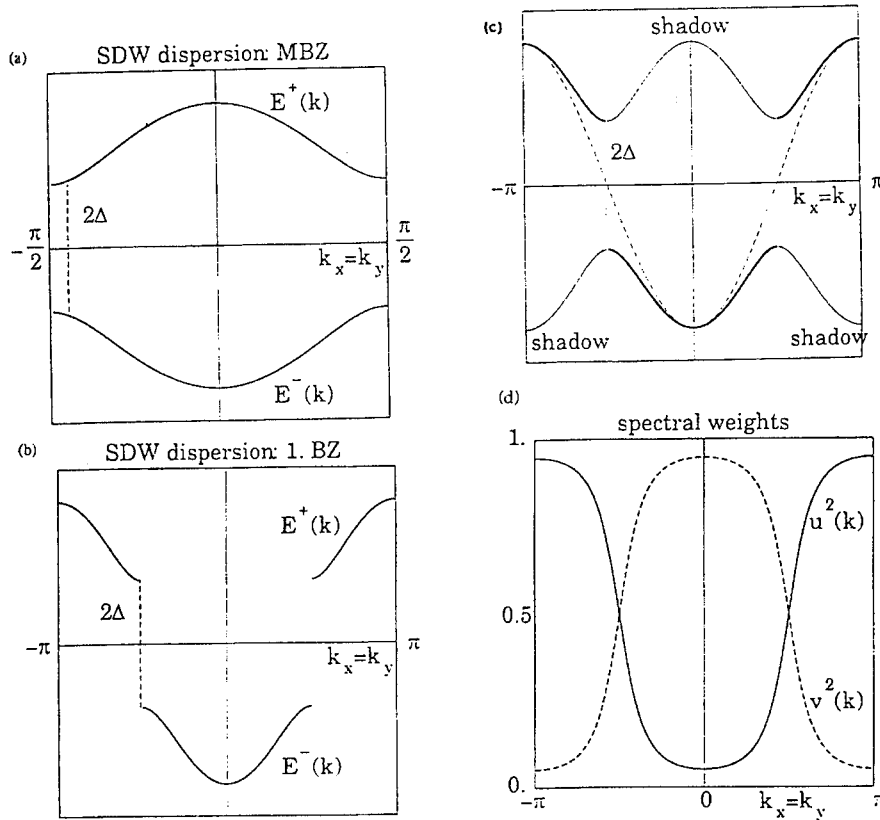 (a)
SDW dispersion: MBZ
E⁺(k)
2Δ
-π/2
k_x=k_y
π/2
E⁻(k)
(b)
SDW dispersion: 1. BZ
E⁺(k)
2Δ
-π
k_x=k_y
π
E⁻(k)
(c)
shadow
2Δ
-π
k_x=k_y
π
shadow
shadow
(d)
spectral weights
1.
u²(k)
0.5
v²(k)
0.
-π
0
k_x=k_y
π